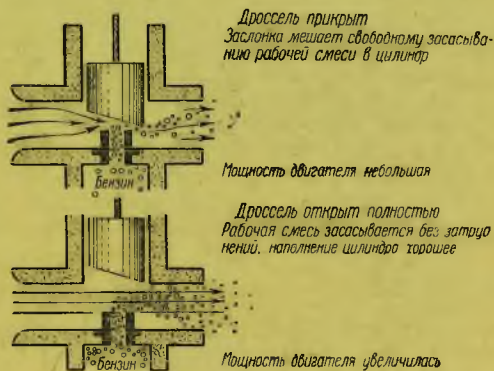 Дроссель прикрыт
Заслонка мешает свободному засасыва-
нию рабочей смеси в цилиндр
Бензин
Мощность двигателя небольшая
Дроссель открыт полностью
Рабочая смесь засасывается без затруд
нений, наполнение цилиндра хорошее
Бензин
Мощность двигателя увеличилась